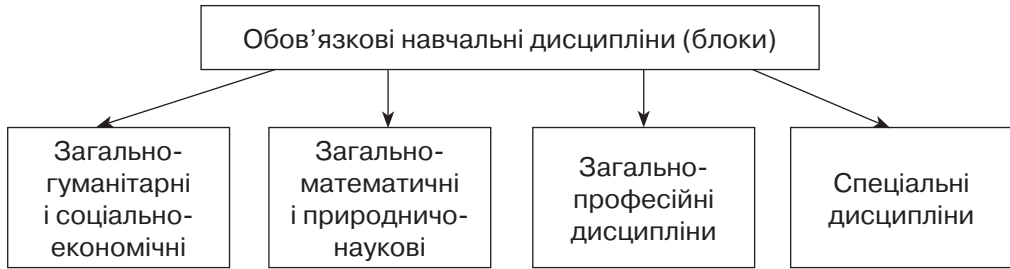 Обов’язкові навчальні дисципліни (блоки)
Загально-
гуманітарні
і соціально-
економічні
Загально-
математичні
і природничо-
наукові
Загально-
професійні
дисципліни
Спеціальні
дисципліни